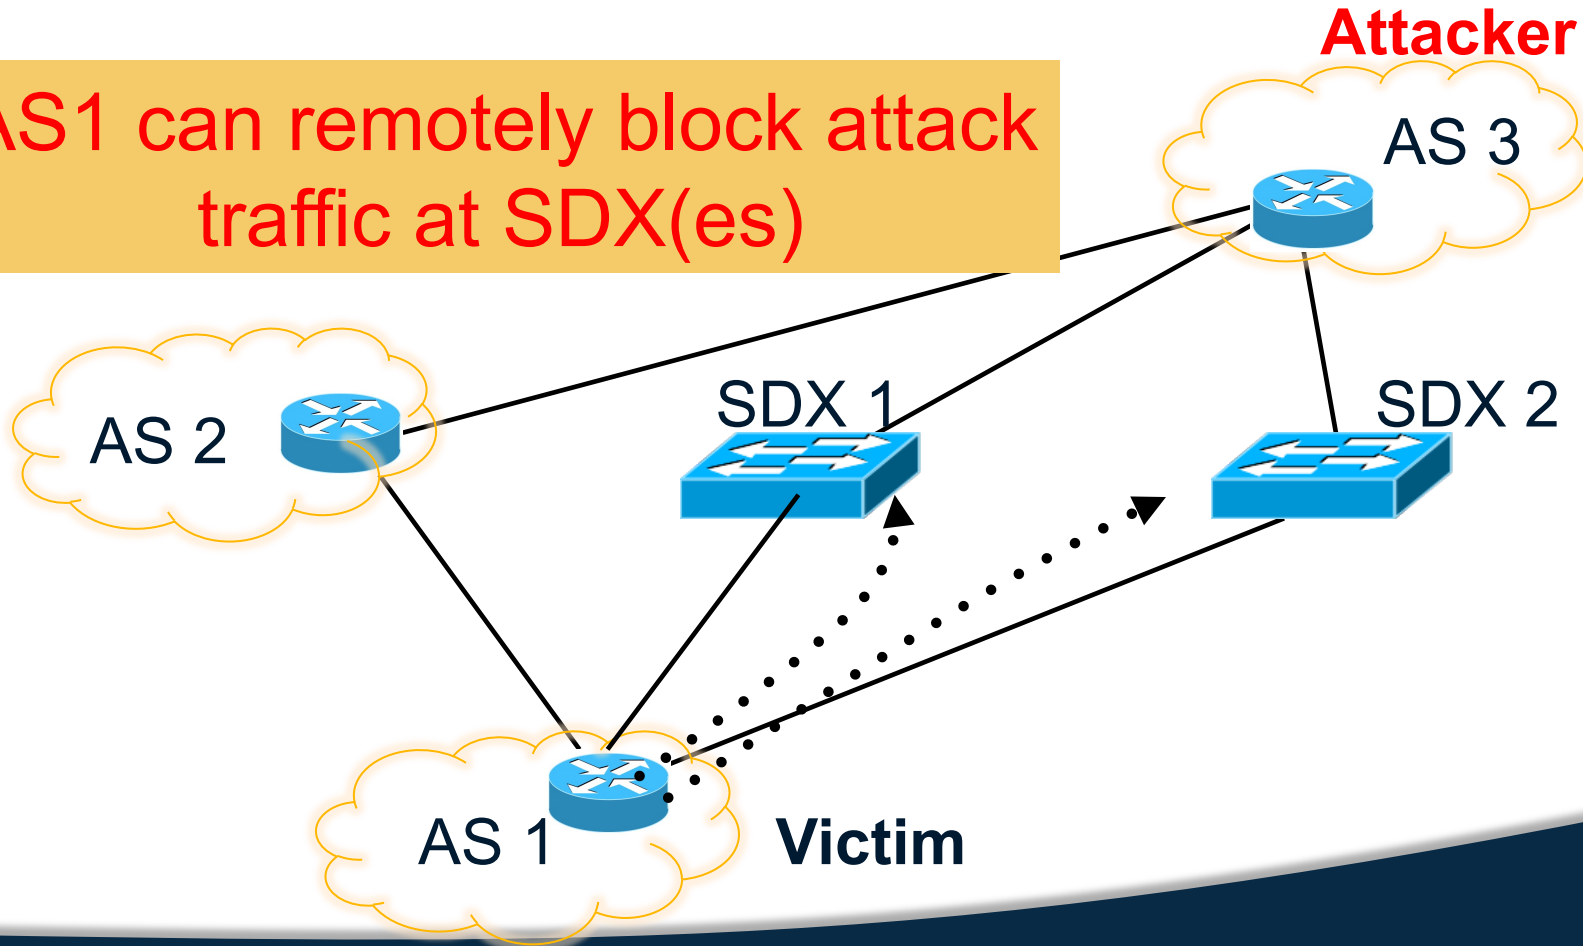 Attacker
AS1 can remotely block attack
traffic at SDX(es)
AS 3
SDX 1
SDX 2
AS 2
AS 1
Victim